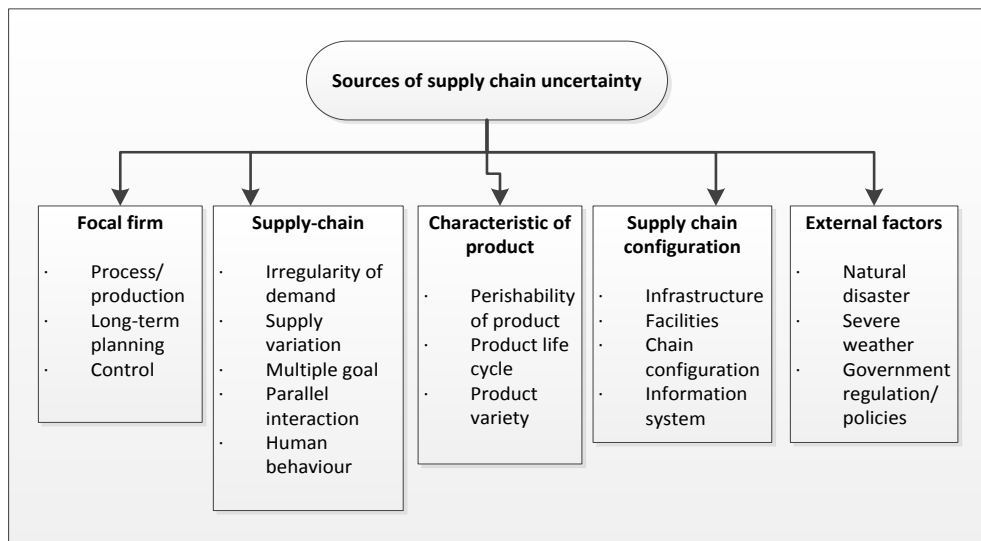 Sources of supply chain uncertainty
Focal firm
· Process/
production
· Long-term
planning
· Control
Supply-chain
· Irregularity of
demand
· Supply
variation
· Multiple goal
· Parallel
interaction
· Human
behaviour
Characteristic of
product
· Perishability
of product
· Product life
cycle
· Product
variety
Supply chain
configuration
· Infrastructure
· Facilities
· Chain
configuration
· Information
system
External factors
· Natural
disaster
· Severe
weather
· Government
regulation/
policies